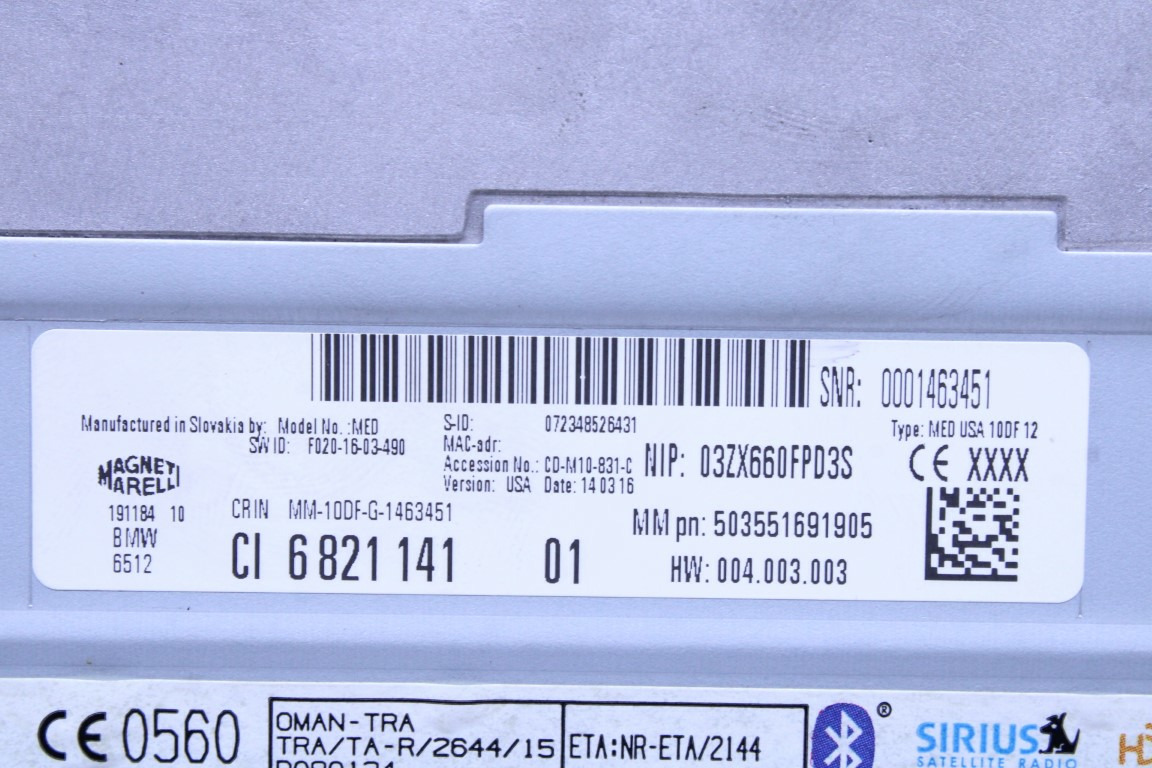 SNR: 0001463451
Manufactured in Slovakia by: Model No.: MED
SW ID: F020-16-03-490
S-ID: 072348526431
MAC-adr:
Accession No.: CD-M10-831-C
Version: USA Date: 14 03 16
NIP: 03ZX660FPD3S
Type: MED USA 10DF 12
CE XXXX
MAGNETI
MARELLI
191184 10
BMW
6512
CRIN MM-10DF-G-1463451
CI 6 821 141 01
MM pn: 503551691905
HW: 004.003.003
CE 0560
OMAN-TRA
TRA/TA-R/2644/15
ETA:NR-ETA/2144
®
SIRIUS
SATELLITE RADIO